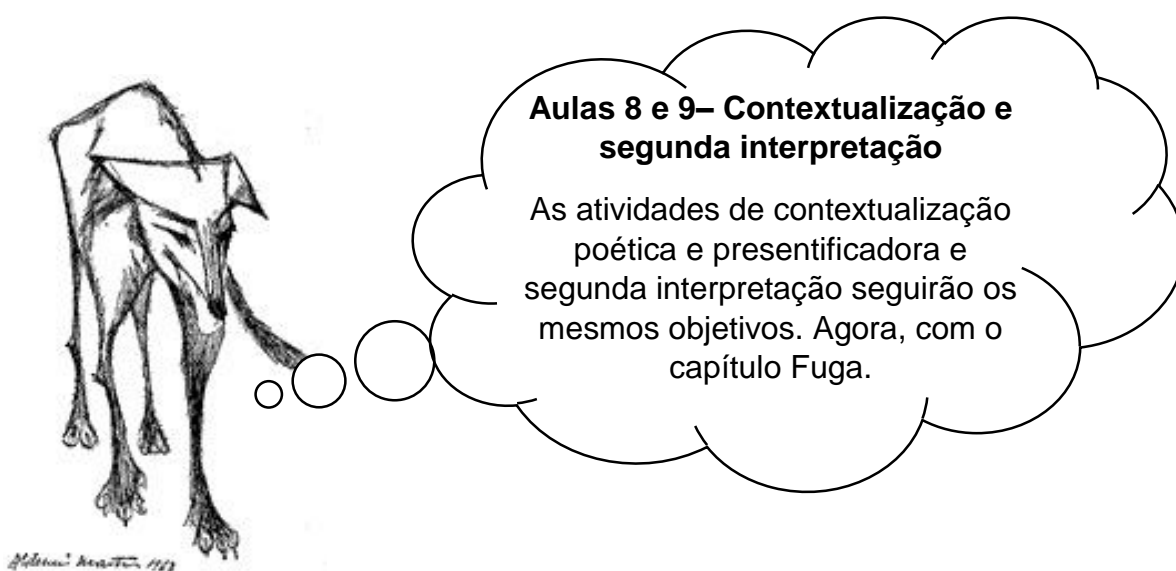 Aulas 8 e 9– Contextualização e
segunda interpretação
As atividades de contextualização
poética e presentificadora e
segunda interpretação seguirão os
mesmos objetivos. Agora, com o
capítulo Fuga.